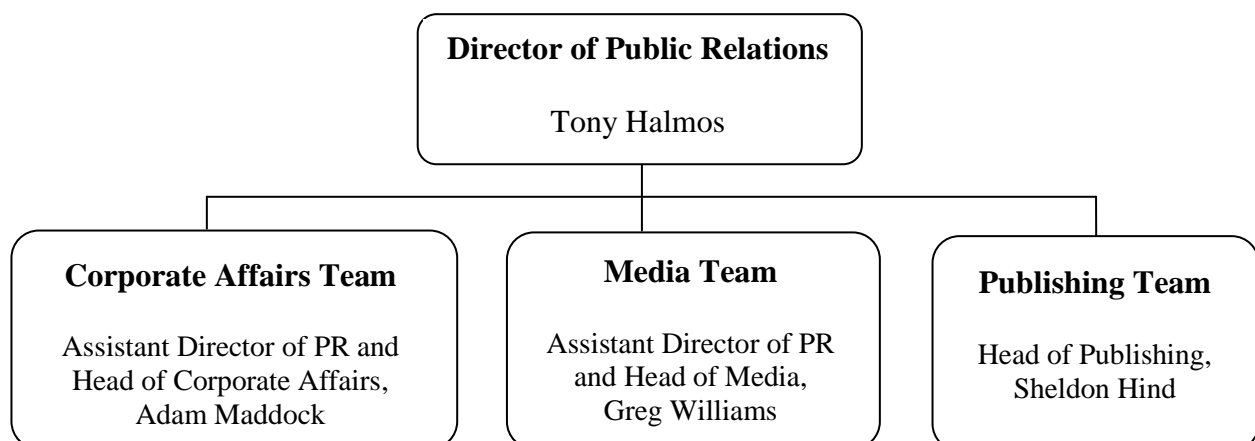 Director of Public Relations
Tony Halmos
Corporate Affairs Team
Assistant Director of PR and
Head of Corporate Affairs,
Adam Maddock
Media Team
Assistant Director of PR
and Head of Media,
Greg Williams
Publishing Team
Head of Publishing,
Sheldon Hind